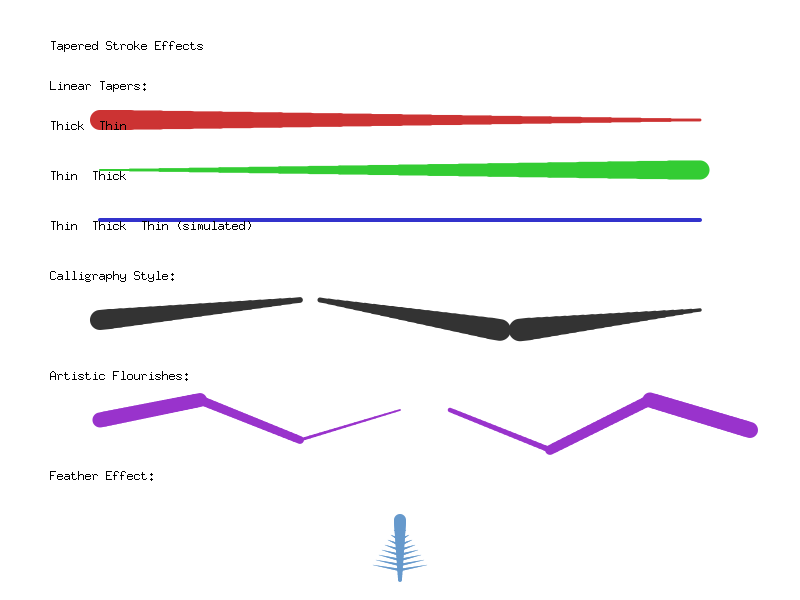 Tapered Stroke Effects
Linear Tapers:
Thick  Thin
Thin  Thick
Thin  Thick  Thin (simulated)
Calligraphy Style:
Artistic Flourishes:
Feather Effect: